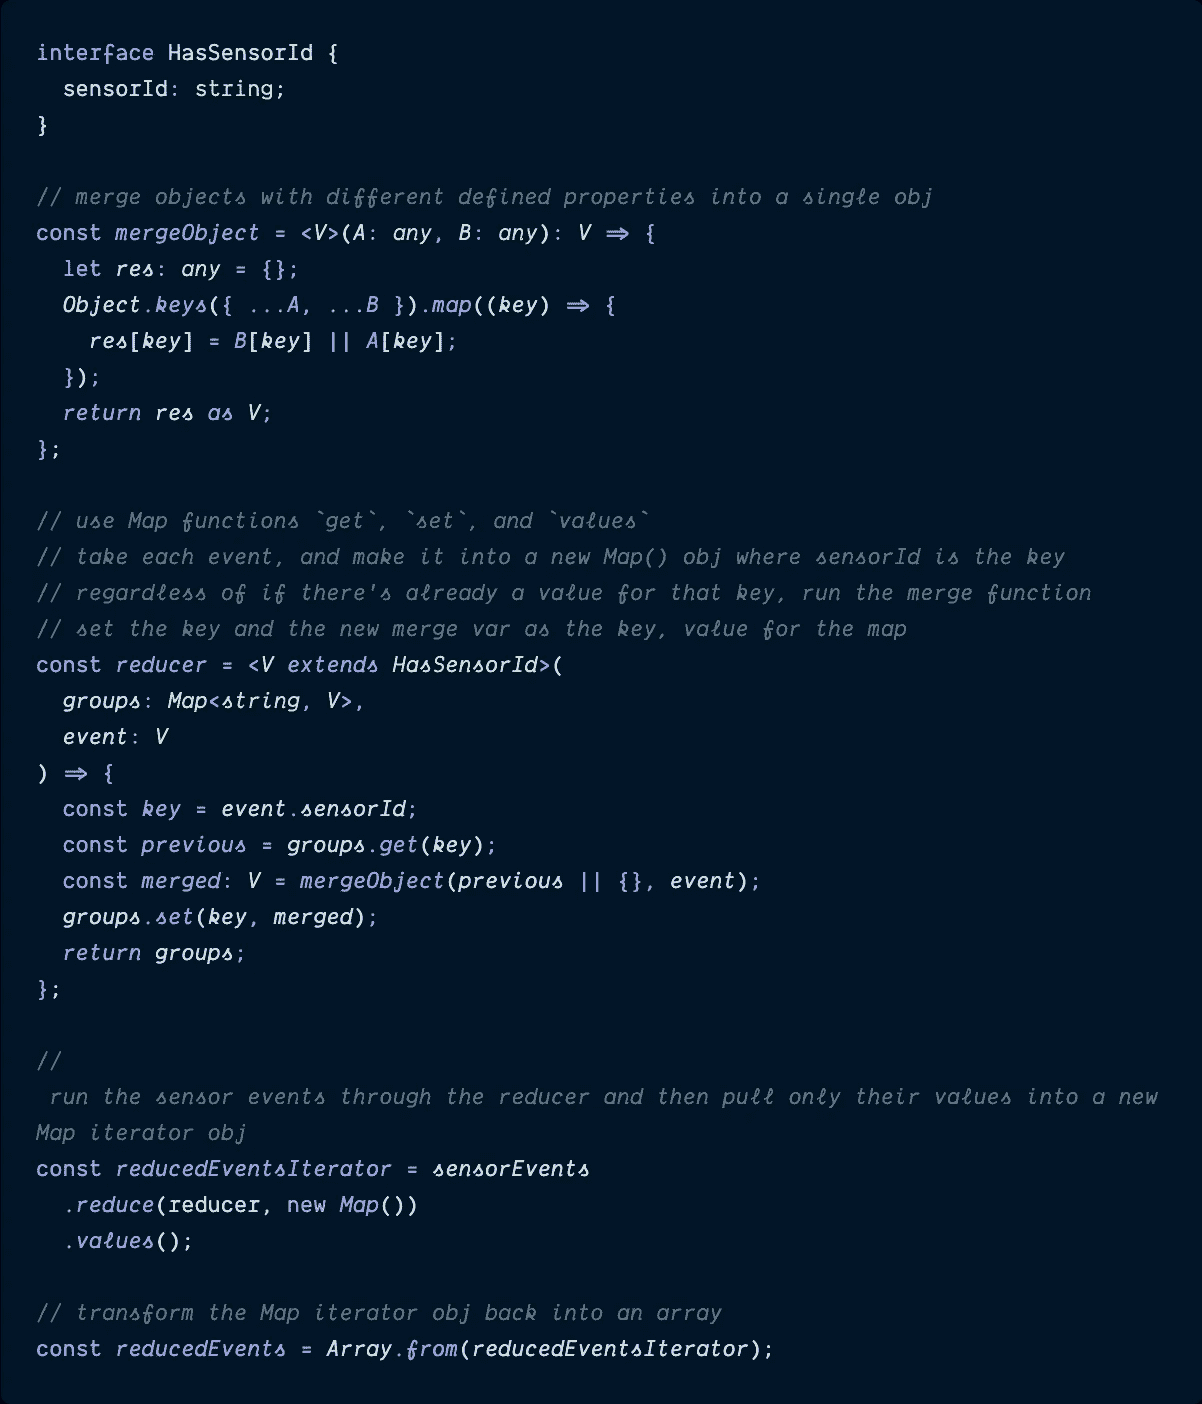 interface HasSensorId {
  sensorId: string;
}

// merge objects with different defined properties into a single obj
const mergeObject = <V>(A: any, B: any): V => {
  let res: any = {};
  Object.keys({ ...A, ...B }).map((key) => {
    res[key] = B[key] || A[key];
  });
  return res as V;
};

// use Map functions `get`, `set`, and `values`
// take each event, and make it into a new Map() obj where sensorId is the key
// regardless of if there's already a value for that key, run the merge function
// set the key and the new merge var as the key, value for the map
const reducer = <V extends HasSensorId>(
  groups: Map<string, V>,
  event: V
) => {
  const key = event.sensorId;
  const previous = groups.get(key);
  const merged: V = mergeObject(previous || {}, event);
  groups.set(key, merged);
  return groups;
};

//
 run the sensor events through the reducer and then pull only their values into a new
Map iterator obj
const reducedEventsIterator = sensorEvents
  .reduce(reducer, new Map())
  .values();

// transform the Map iterator obj back into an array
const reducedEvents = Array.from(reducedEventsIterator);